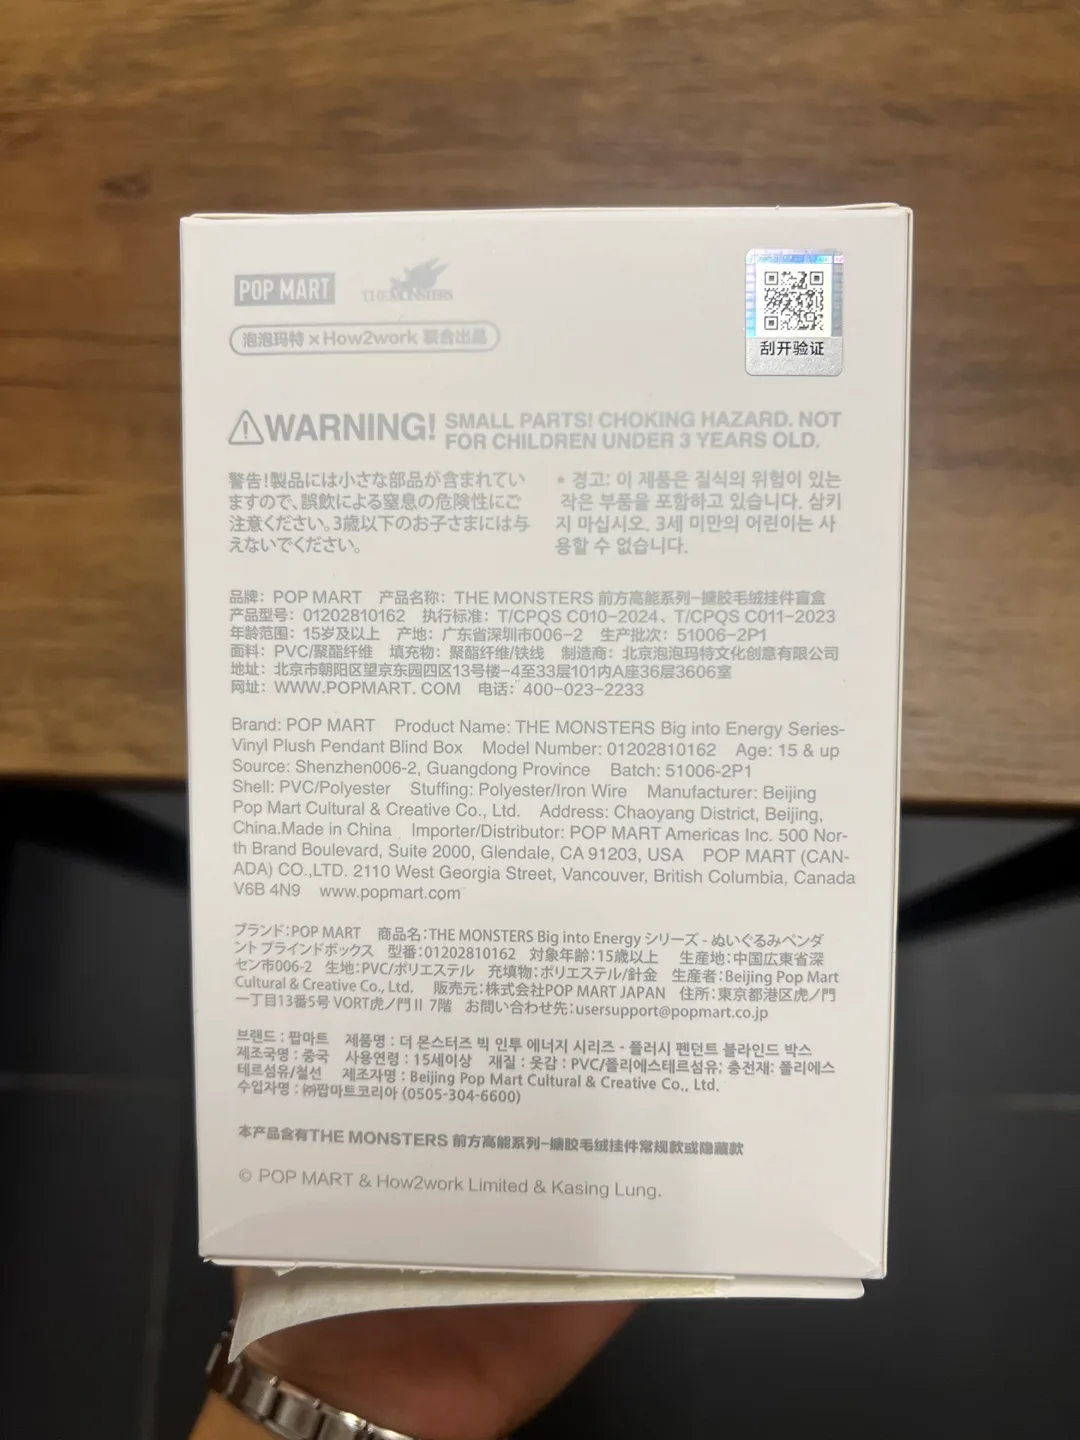 POP MART
THE MONSTERS
泡泡玛特 × How2work 联合出品
刮开验证
WARNING! SMALL PARTS! CHOKING HAZARD. NOT
FOR CHILDREN UNDER 3 YEARS OLD.
警告!製品には小さな部品が含まれてい
ますので、誤飲による窒息の危険性にご
注意ください。3歳以下のお子さまには与
えないでください。
* 경고: 이 제품은 질식의 위험이 있는
작은 부품을 포함하고 있습니다. 삼키
지 마십시오. 3세 미만의 어린이는 사
용할 수 없습니다.
品牌: POP MART 产品名称: THE MONSTERS 前方高能系列-搪胶毛绒挂件盲盒
产品型号: 01202810162 执行标准: T/CPQS C010-2024、T/CPQS C011-2023
年龄范围: 15岁及以上 产地: 广东省深圳市006-2 生产批次: 51006-2P1
面料: PVC/聚酯纤维 填充物: 聚酯纤维/铁线 制造商: 北京泡泡玛特文化创意有限公司
地址: 北京市朝阳区望京东园四区13号楼-4至33层101内A座36层3606室
网址: WWW.POPMART.COM 电话: 400-023-2233
Brand: POP MART Product Name: THE MONSTERS Big into Energy Series-
Vinyl Plush Pendant Blind Box Model Number: 01202810162 Age: 15 & up
Source: Shenzhen006-2, Guangdong Province Batch: 51006-2P1
Shell: PVC/Polyester Stuffing: Polyester/Iron Wire Manufacturer: Beijing
Pop Mart Cultural & Creative Co., Ltd. Address: Chaoyang District, Beijing,
China.Made in China Importer/Distributor: POP MART Americas Inc. 500 Nor-
th Brand Boulevard, Suite 2000, Glendale, CA 91203, USA POP MART (CAN-
ADA) CO.,LTD. 2110 West Georgia Street, Vancouver, British Columbia, Canada
V6B 4N9 www.popmart.com
ブランド:POP MART 商品名:THE MONSTERS Big into Energy シリーズ - ぬいぐるみペンダ
ント ブラインドボックス 型番:01202810162 対象年齢:15歳以上 生産地:中国広東省深
セン市006-2 生地:PVC/ポリエステル 充填物:ポリエステル/針金 生産者:Beijing Pop Mart
Cultural & Creative Co., Ltd. 販売元:株式会社POP MART JAPAN 住所:東京都港区虎ノ門
一丁目13番5号 VORT虎ノ門Ⅱ 7階 お問い合わせ先:usersupport@popmart.co.jp
브랜드 : 팝마트 제품명 : 더 몬스터즈 빅 인투 에너지 시리즈 - 플러시 펜던트 블라인드 박스
제조국명 : 중국 사용연령 : 15세이상 재질 : 옷감 : PVC/폴리에스테르섬유; 충전재: 폴리에스
테르섬유/철선 제조자명 : Beijing Pop Mart Cultural & Creative Co., Ltd.
수입자명 : ㈜팝마트코리아 (0505-304-6600)
本产品含有THE MONSTERS 前方高能系列-搪胶毛绒挂件常规款或隐藏款
© POP MART & How2work Limited & Kasing Lung.